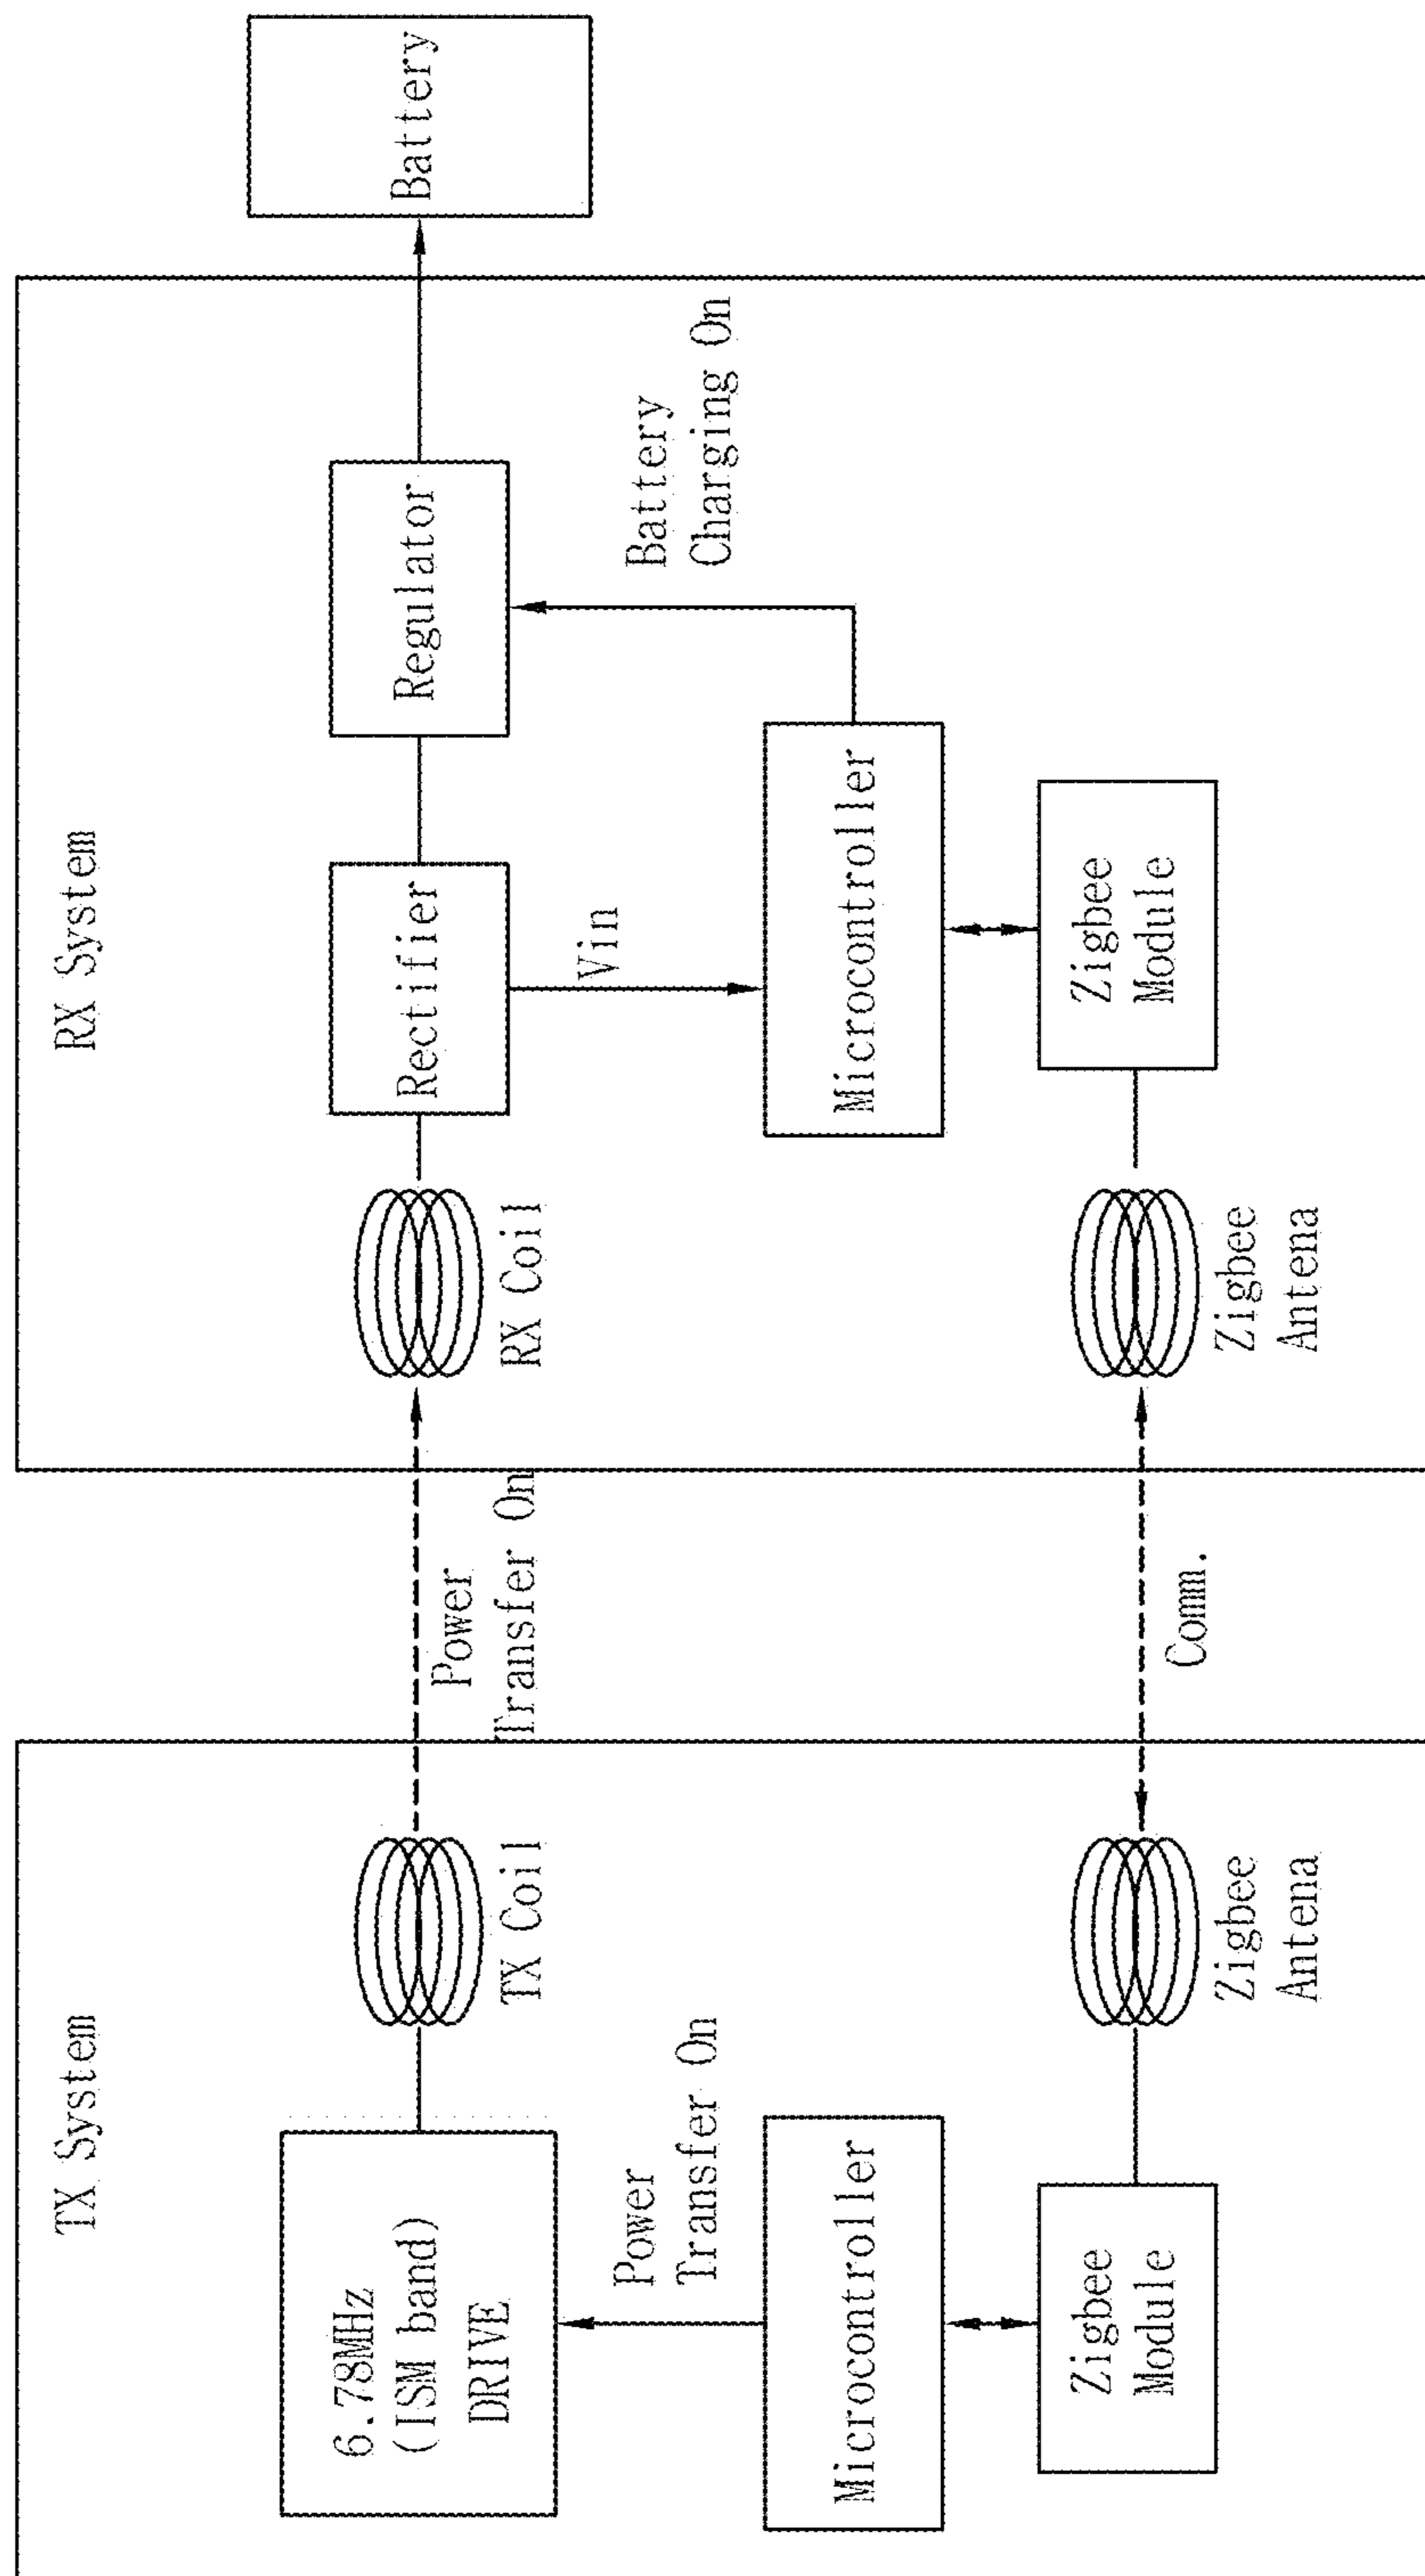 TX System
6.78MHz
(ISM band)
DRIVE
TX Coil
Power
Transfer On
Microcontroller
Zigbee
Module
Zigbee
Antena
Power
Transfer On
Comm.
RX System
RX Coil
Rectifier
Regulator
Vin
Battery
Charging On
Microcontroller
Zigbee
Module
Zigbee
Antena
Battery